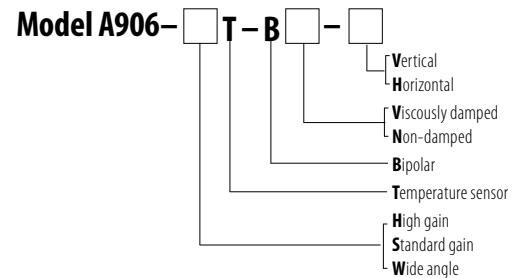 Model A906– T – B –
Vertical
Horizontal
Viscously damped
Non-damped
Bipolar
Temperature sensor
High gain
Standard gain
Wide angle